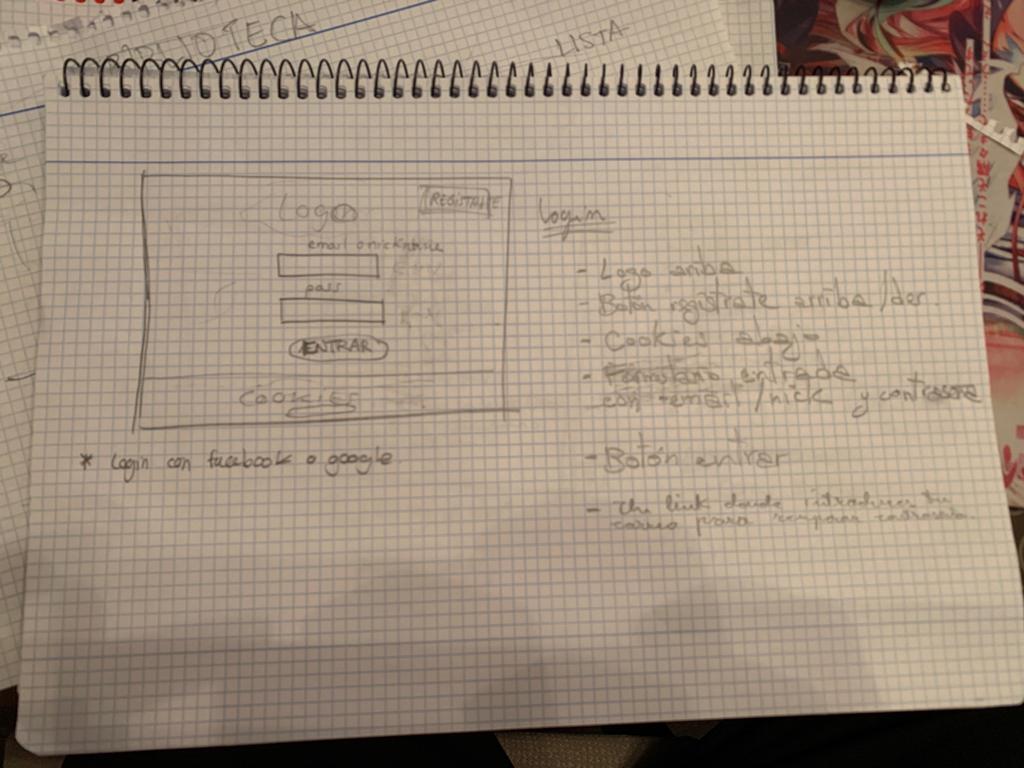 BIBLIOTECA
LISTA
Logo
REGISTRATE
email o nickname
pass
ENTRAR
COOKIES
* Login con facebook o google
Login
- Logo arriba
- Botón registrate arriba/der.
- Cookies abajo
- Formulario entrada
con email/nick y contraseña
- Botón entrar
- Un link donde introduces tu
correo para recuperar contraseña.